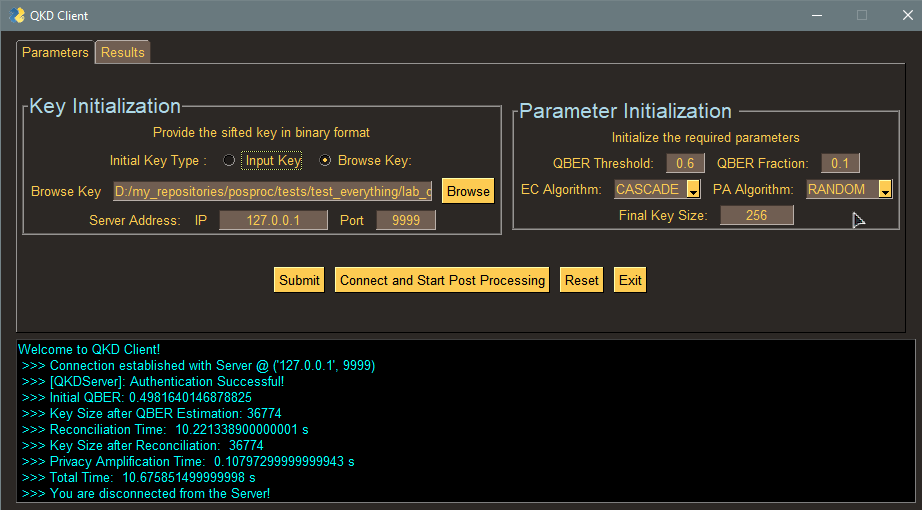 QKD Client
Parameters Results
Key Initialization
Provide the sifted key in binary format
Initial Key Type : Input Key Browse Key:
Browse Key D:/my_repositories/posproc/tests/test_everything/lab_c Browse
Server Address: IP 127.0.0.1 Port 9999
Parameter Initialization
Initialize the required parameters
QBER Threshold: 0.6 QBER Fraction: 0.1
EC Algorithm: CASCADE PA Algorithm: RANDOM
Final Key Size: 256
Submit Connect and Start Post Processing Reset Exit
Welcome to QKD Client!
>>> Connection established with Server @ ('127.0.0.1', 9999)
>>> [QKDServer]: Authentication Successful!
>>> Initial QBER: 0.4981640146878825
>>> Key Size after QBER Estimation: 36774
>>> Reconciliation Time: 10.221338900000001 s
>>> Key Size after Reconciliation: 36774
>>> Privacy Amplification Time: 0.10797299999999943 s
>>> Total Time: 10.675851499999998 s
>>> You are disconnected from the Server!